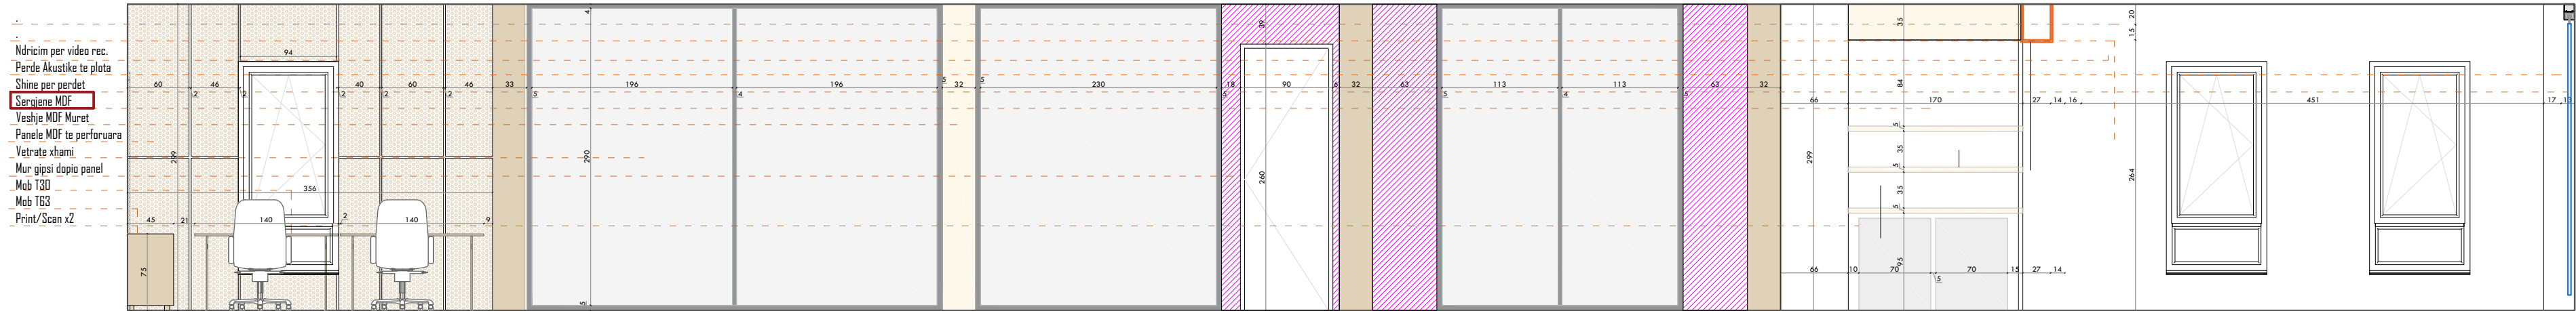 .
.
Ndricim per video rec.
Perde Akustike te plota
Shine per perdet
Sergjene MDF
Veshje MDF Muret
Panele MDF te perforuara
Vetrate xhami
Mur gipsi dopio panel
Mob T30
Mob T63
Print/Scan x2
94
60 46 40 60 46 33
2 2 2 2 2
299
356
45 21 140 2 140 9
75
4
196 196 5 32 5 230
5 4
290
5
39
18 90 6 32 63
260
113 113 63 32
5 4
35
84
66 170 27 14 16
5
35
299
5
35
5
95
66 10 70 70 15 27 14
5
20
15
264
451
17